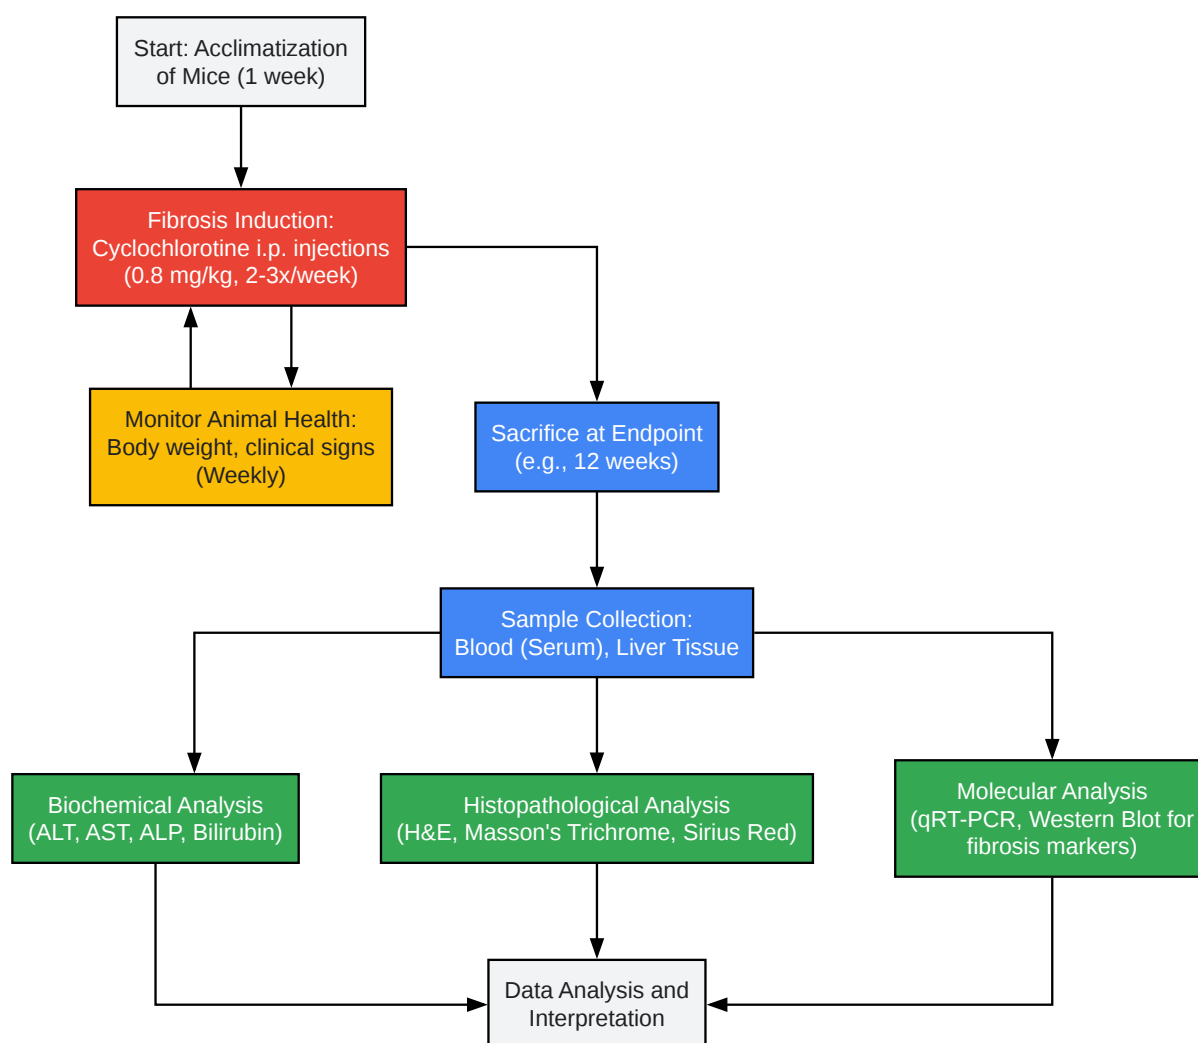 Start: Acclimatization
of Mice (1 week)
Fibrosis Induction:
Cyclochlorotine i.p. injections
(0.8 mg/kg, 2-3x/week)
Monitor Animal Health:
Body weight, clinical signs
(Weekly)
Sacrifice at Endpoint
(e.g., 12 weeks)
Sample Collection:
Blood (Serum), Liver Tissue
Biochemical Analysis
(ALT, AST, ALP, Bilirubin)
Histopathological Analysis
(H&E, Masson's Trichrome, Sirius Red)
Molecular Analysis
(qRT-PCR, Western Blot for
fibrosis markers)
Data Analysis and
Interpretation